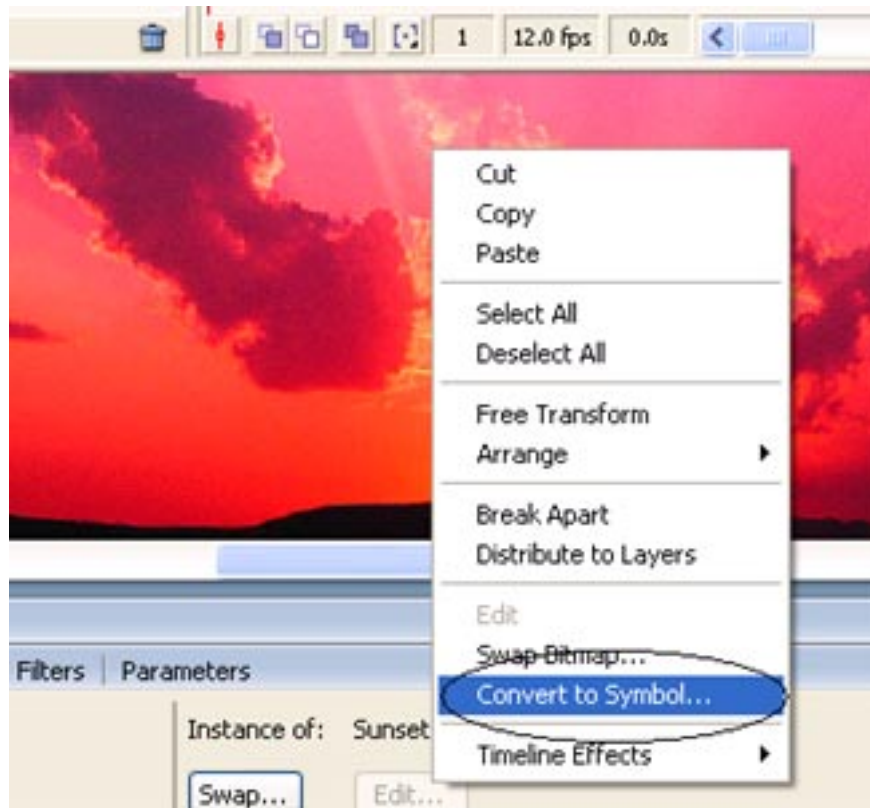 1 12.0 fps 0.0s
Cut
Copy
Paste
Select All
Deselect All
Free Transform
Arrange
Break Apart
Distribute to Layers
Edit
Swap Bitmap...
Convert to Symbol...
Timeline Effects
Filters Parameters
Instance of: Sunset
Swap... Edit...